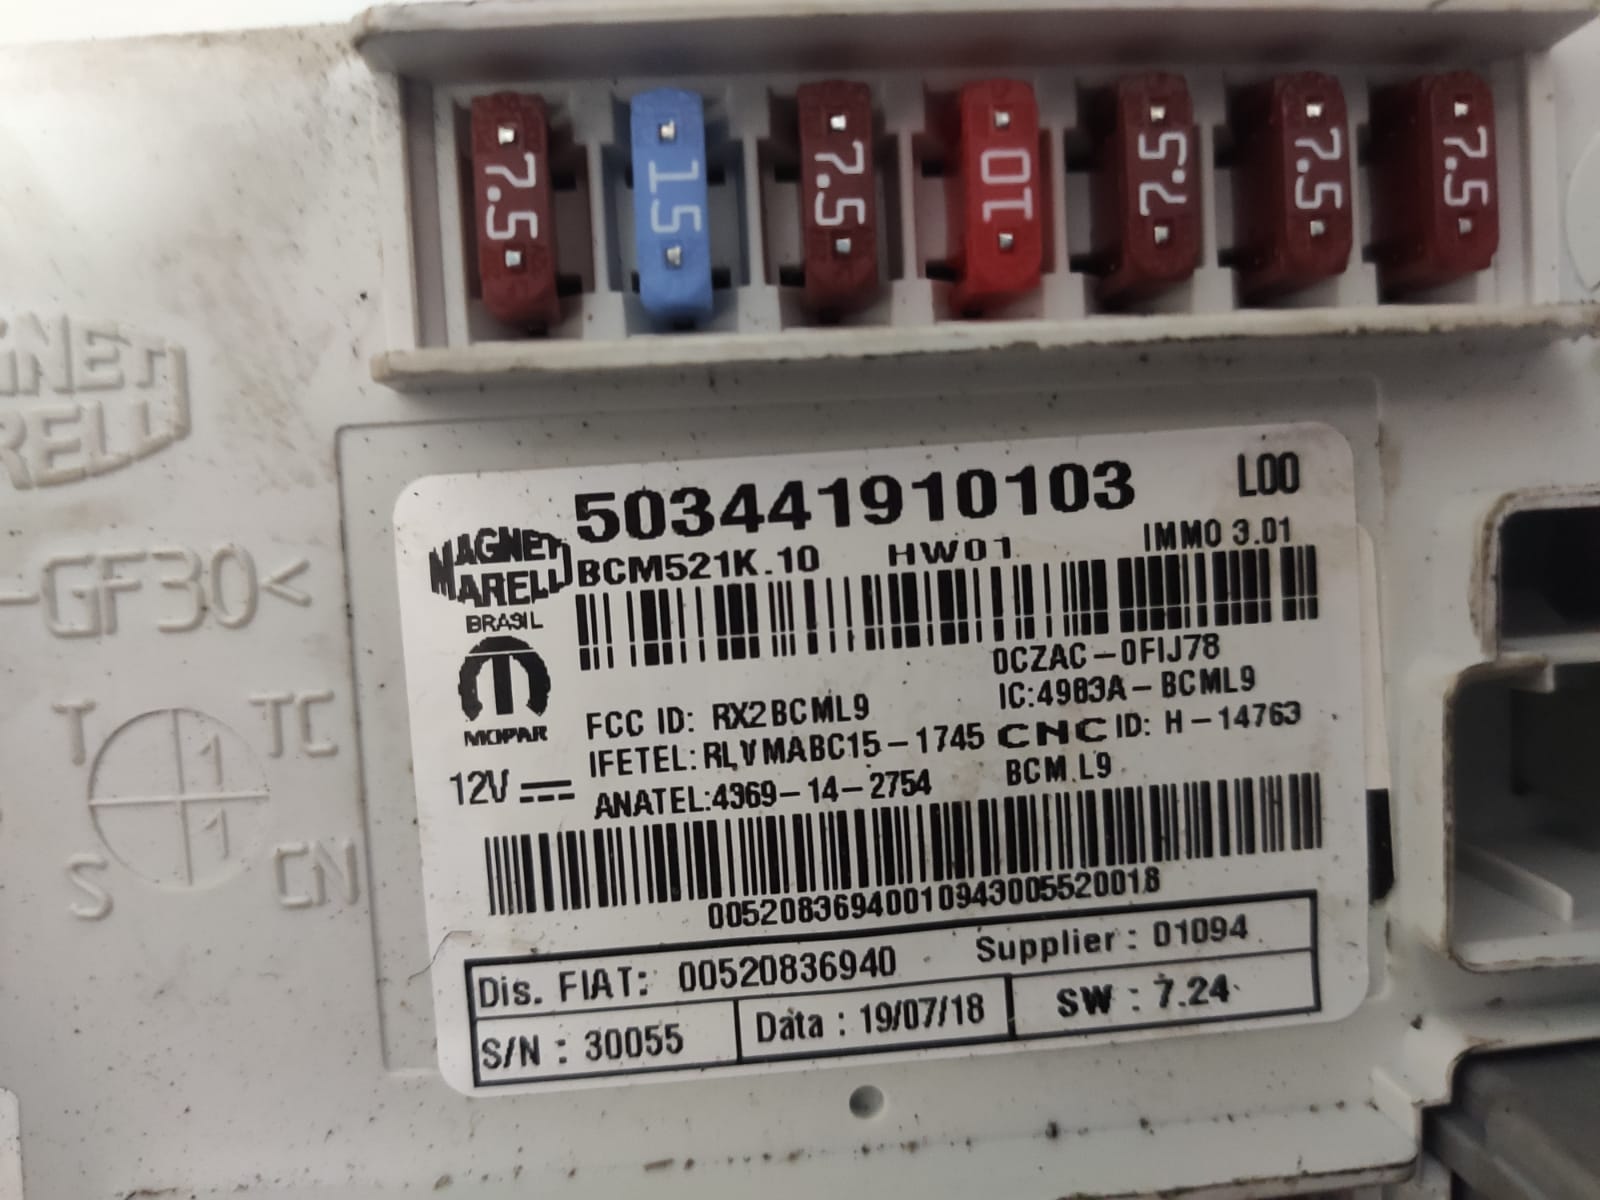 7.5 15 7.5 10 7.5 7.5 7.5
503441910103 L00
MAGNETI MARELLI BCM521K.10 HW01 IMMO 3.01
BRASIL
MOPAR
0CZAC-0FIJ78
FCC ID: RX2BCML9 IC:4983A-BCML9
IFETEL: RLVMABC15-1745 CNC ID: H-14763
12V ANATEL:4369-14-2754 BCM.L9
00520836940010943005520018
Dis. FIAT: 00520836940 Supplier: 01094
S/N : 30055 Data : 19/07/18 SW : 7.24
-GF30<
T TC
1
1
S CN